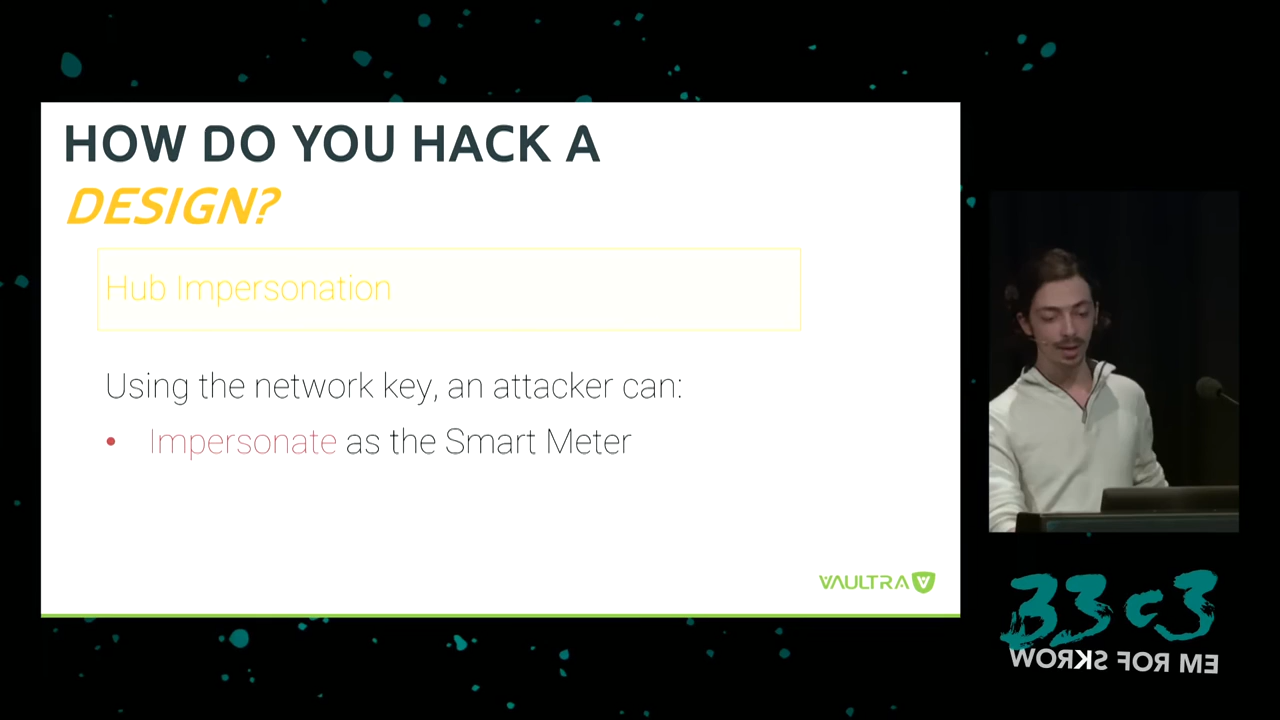 HOW DO YOU HACK A
DESIGN?
Hub Impersonation
Using the network key, an attacker can:
• Impersonate as the Smart Meter
VAULTRA
33c3
WORKS FOR ME